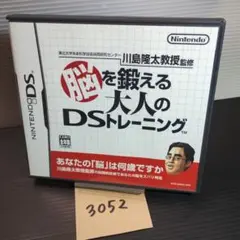 Nintendo
NINTENDO DS
東北大学未来科学技術共同研究センター
川島隆太教授 監修
脳を鍛える
大人の
DSトレーニング
あなたの「脳」は何歳ですか
3052